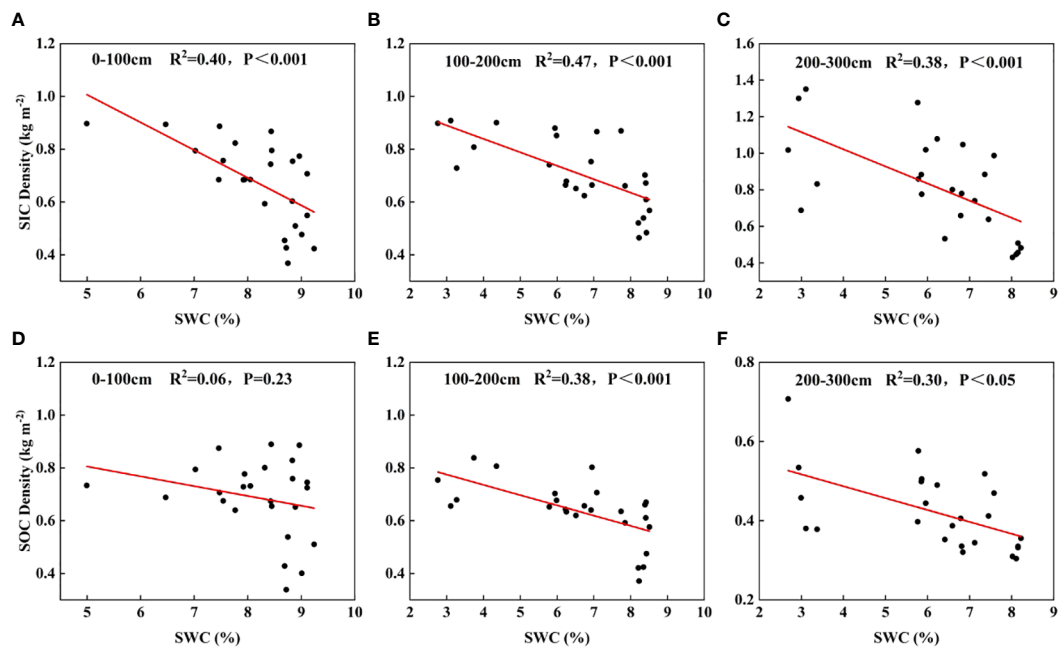 A
B
C
0-100cm R²=0.40, P<0.001
100-200cm R²=0.47, P<0.001
200-300cm R²=0.38, P<0.001
SIC Density (kg m⁻²)
1.2
1.0
0.8
0.6
0.4
5 6 7 8 9 10
SWC (%)
1.2
1.0
0.8
0.6
0.4
2 3 4 5 6 7 8 9 10
SWC (%)
1.6
1.4
1.2
1.0
0.8
0.6
0.4
2 3 4 5 6 7 8 9
SWC (%)
D
E
F
0-100cm R²=0.06, P=0.23
100-200cm R²=0.38, P<0.001
200-300cm R²=0.30, P<0.05
SOC Density (kg m⁻²)
1.2
1.0
0.8
0.6
0.4
5 6 7 8 9 10
SWC (%)
1.2
1.0
0.8
0.6
0.4
2 3 4 5 6 7 8 9 10
SWC (%)
0.8
0.6
0.4
0.2
2 3 4 5 6 7 8 9
SWC (%)